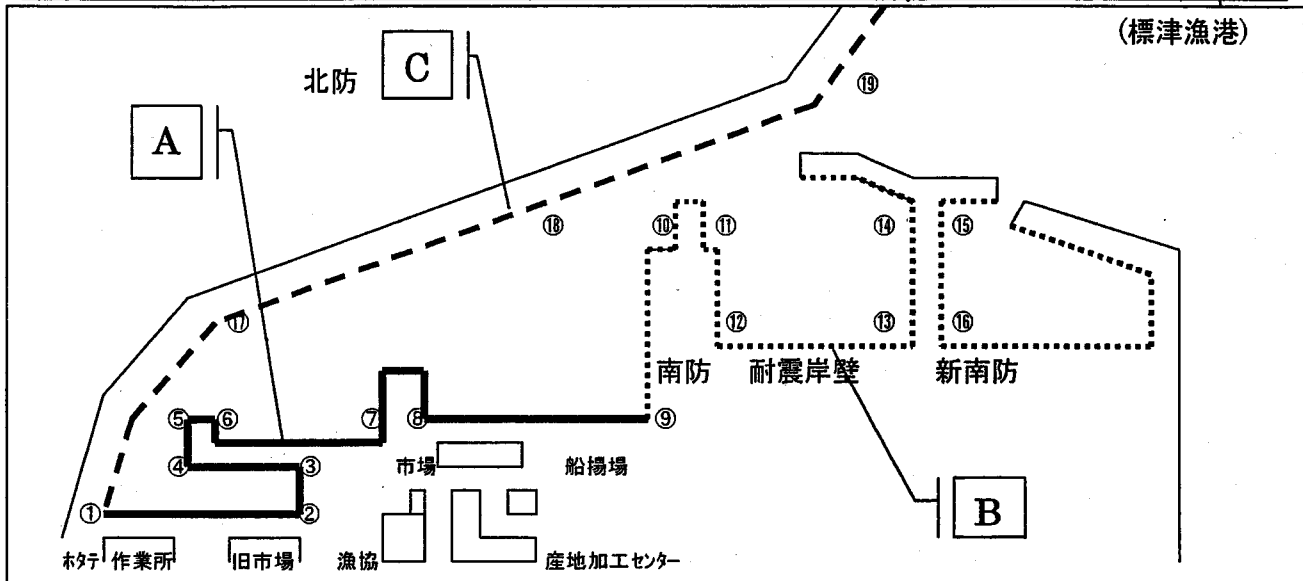 (標津漁港)
C
北防
⑲
A
⑱
⑩
⑪
⑭
⑮
⑰
⑫
⑬
⑯
南防
耐震岸壁
新南防
⑤
⑥
⑦
⑧
⑨
④
③
市場
船揚場
①
②
B
ホタテ
作業所
旧市場
漁協
産地加工センター